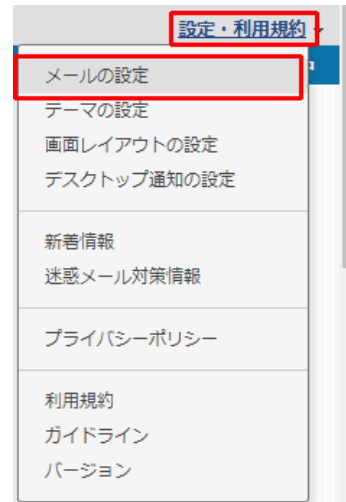 設定・利用規約
メールの設定
テーマの設定
画面レイアウトの設定
デスクトップ通知の設定
新着情報
迷惑メール対策情報
プライバシーポリシー
利用規約
ガイドライン
バージョン